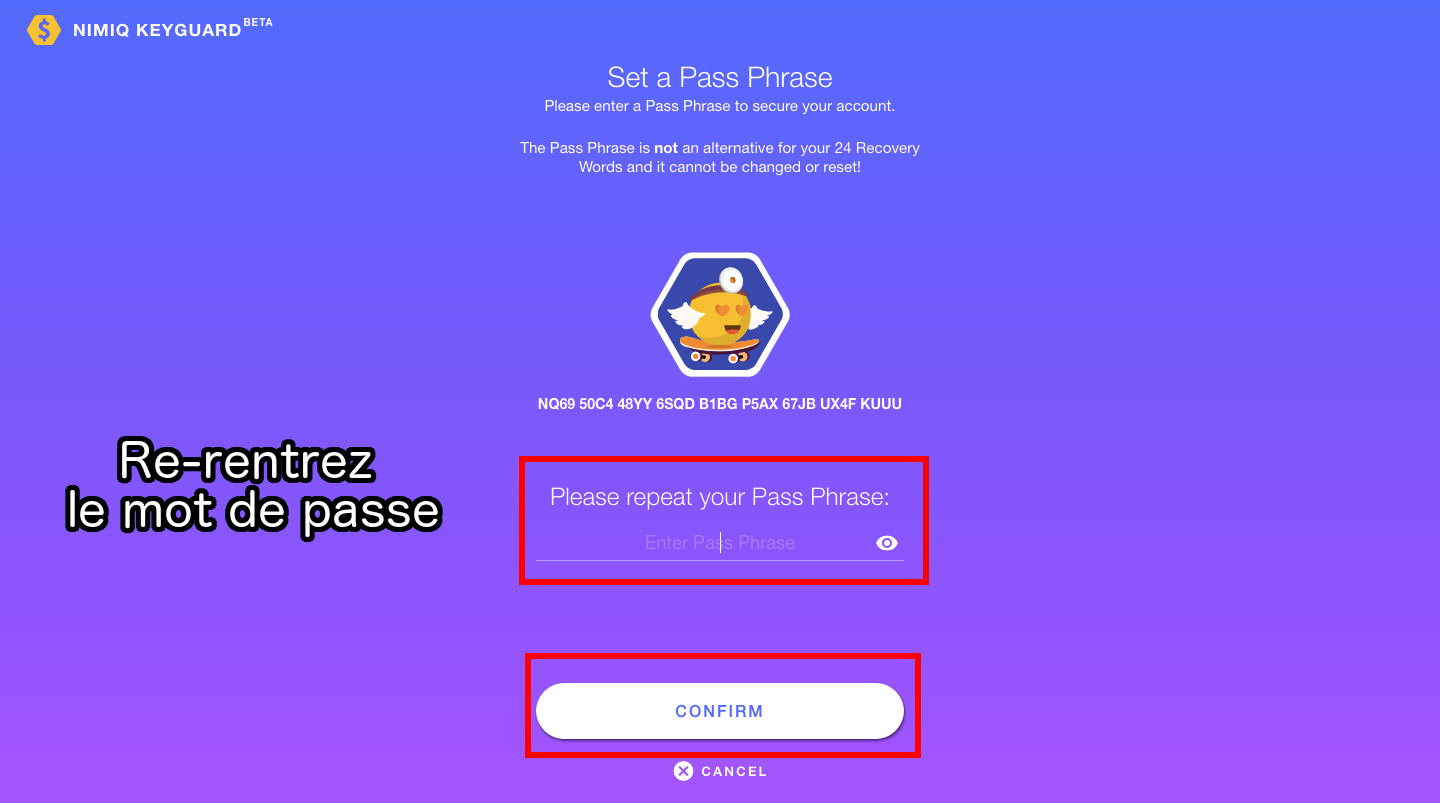 NIMIQ KEYGUARD BETA
Set a Pass Phrase
Please enter a Pass Phrase to secure your account.
The Pass Phrase is not an alternative for your 24 Recovery
Words and it cannot be changed or reset!
NQ69 50C4 48YY 6SQD B1BG P5AX 67JB UX4F KUUU
Re-rentrez
le mot de passe
Please repeat your Pass Phrase:
Enter Pass Phrase
CONFIRM
CANCEL